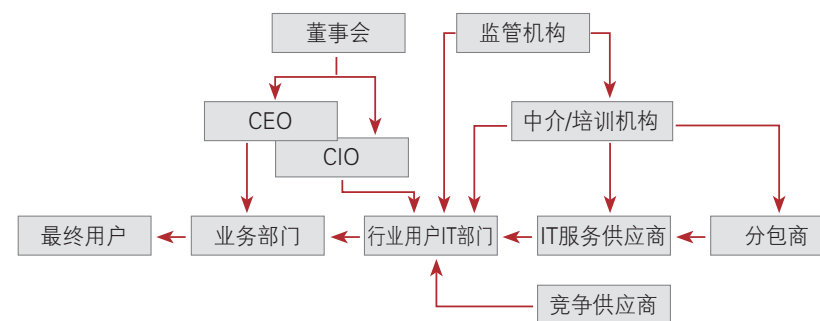 董事会
监管机构
CEO
中介/培训机构
CIO
最终用户
业务部门
行业用户IT部门
IT服务供应商
分包商
竞争供应商